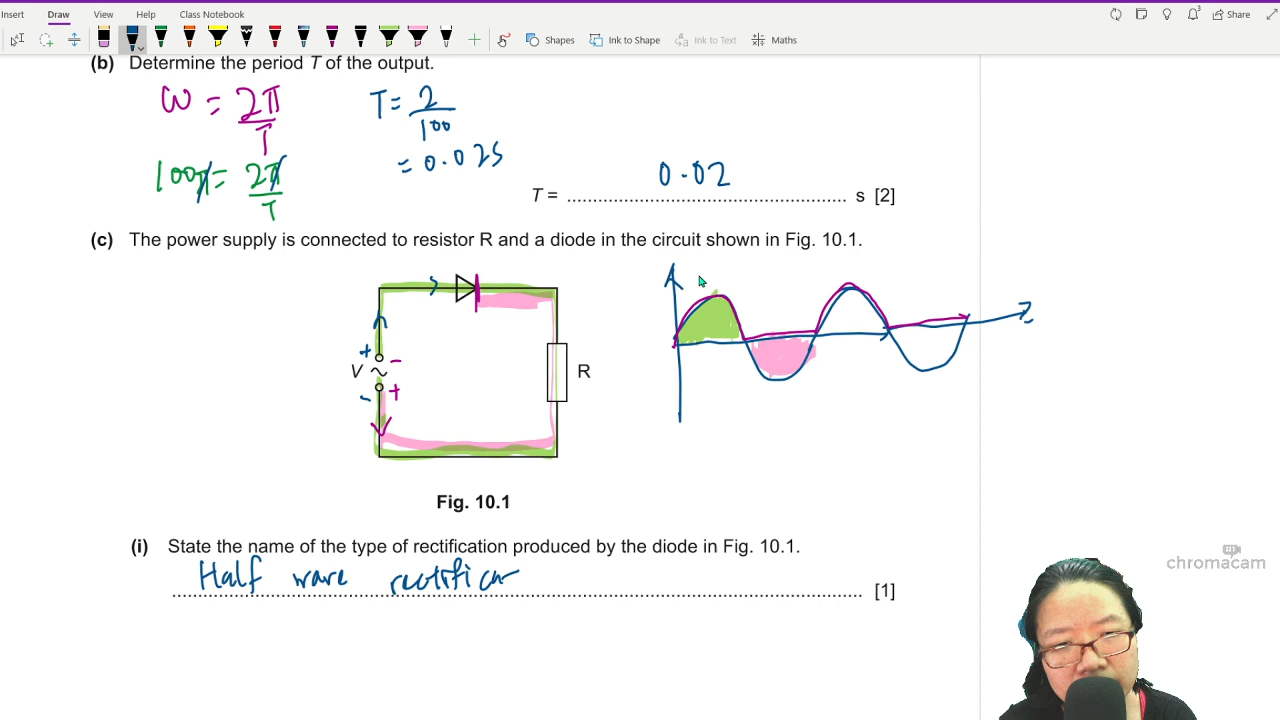 Insert Draw View Help Class Notebook Share
Shapes Ink to Shape Ink to Text Maths
(b) Determine the period T of the output.
ω = 2π/T T = 2/100
= 0.02s
100π = 2π/T
0.02
T = ................................................ s [2]
(c) The power supply is connected to resistor R and a diode in the circuit shown in Fig. 10.1.
+ -
V ~ R
- +
Fig. 10.1
(i) State the name of the type of rectification produced by the diode in Fig. 10.1.
Half wave rectificar
[1]
chromacam